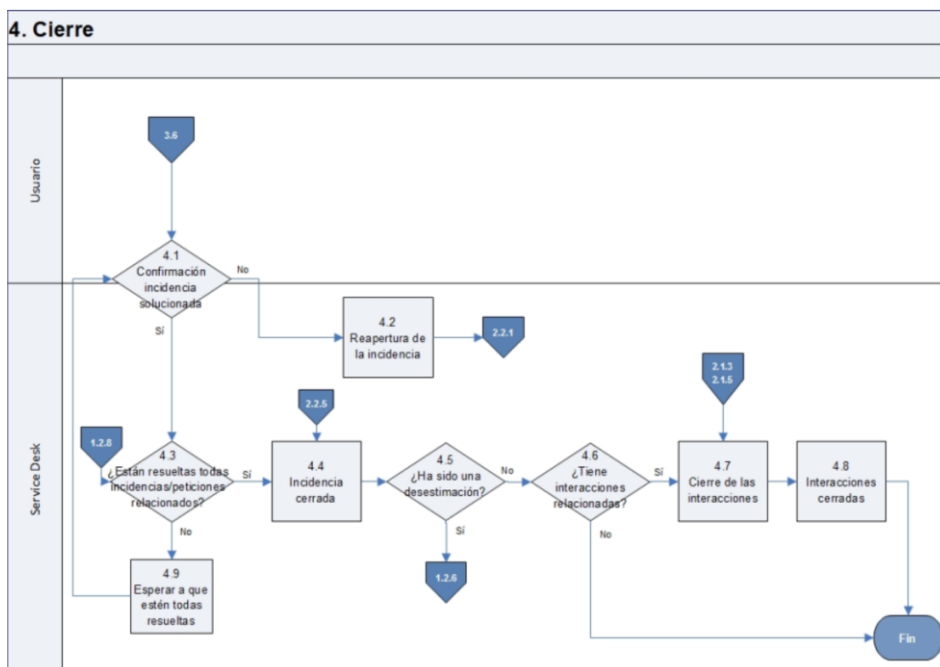 4. Cierre
Usuario
3.6
4.1
Confirmación
incidencia
solucionada
No
Sí
4.2
Reapertura de
la incidencia
2.2.1
Service Desk
1.2.8
4.3
¿Están resueltas todas
Incidencias/peticiones
relacionados?
Sí
No
2.2.5
4.4
Incidencia
cerrada
4.5
¿Ha sido una
desestimación?
No
Sí
1.2.6
4.6
¿Tiene
interacciones
relacionadas?
Sí
No
2.1.3
2.1.5
4.7
Cierre de las
interacciones
4.8
Interacciones
cerradas
4.9
Esperar a que
estén todas
resueltas
Fin